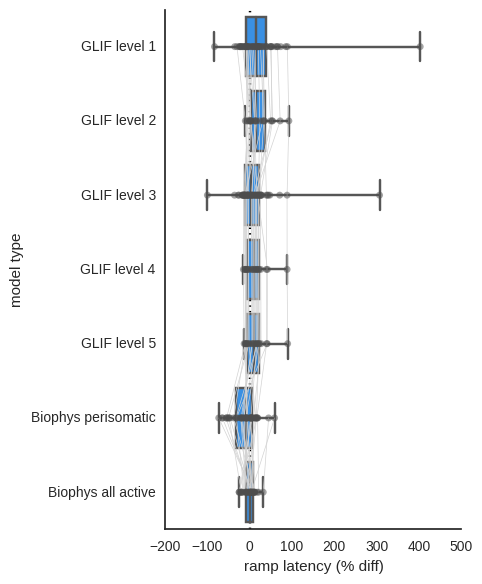 GLIF level 1
GLIF level 2
GLIF level 3
GLIF level 4
GLIF level 5
Biophys perisomatic
Biophys all active
model type
−200 −100 0 100 200 300 400 500
ramp latency (% diff)